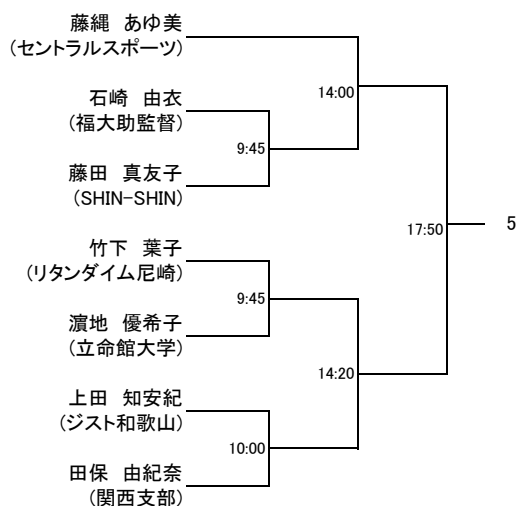 藤縄　あゆ美
(セントラルスポーツ)
14:00
石崎　由衣
(福大助監督)
9:45
藤田　真友子
(SHIN-SHIN)
17:50
5
竹下　葉子
(リタンダイム尼崎)
9:45
濵地　優希子
(立命館大学)
14:20
上田　知安紀
(ジスト和歌山)
10:00
田保　由紀奈
(関西支部)